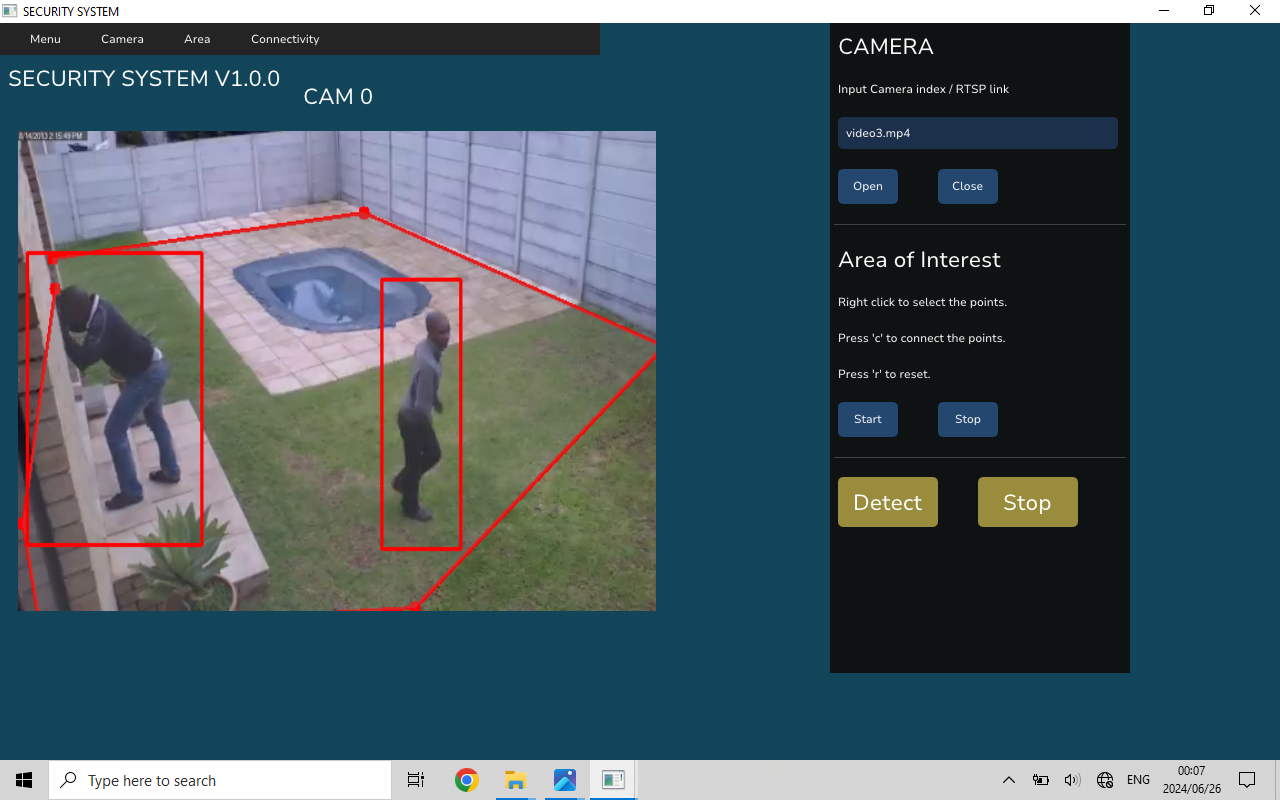 SECURITY SYSTEM
Menu Camera Area Connectivity
SECURITY SYSTEM V1.0.0
CAM 0
8/14/2013 2:15:49 PM
CAMERA
Input Camera index / RTSP link
video3.mp4
Open Close
Area of Interest
Right click to select the points.
Press 'c' to connect the points.
Press 'r' to reset.
Start Stop
Detect Stop
Type here to search
ENG
00:07
2024/06/26